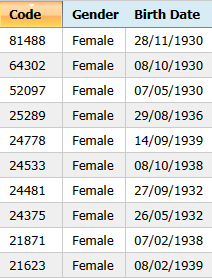 Code Gender Birth Date
81488 Female 28/11/1930
64302 Female 08/10/1930
52097 Female 07/05/1930
25289 Female 29/08/1936
24778 Female 14/09/1939
24533 Female 08/10/1938
24481 Female 27/09/1932
24375 Female 26/05/1932
21871 Female 07/02/1938
21623 Female 08/02/1939